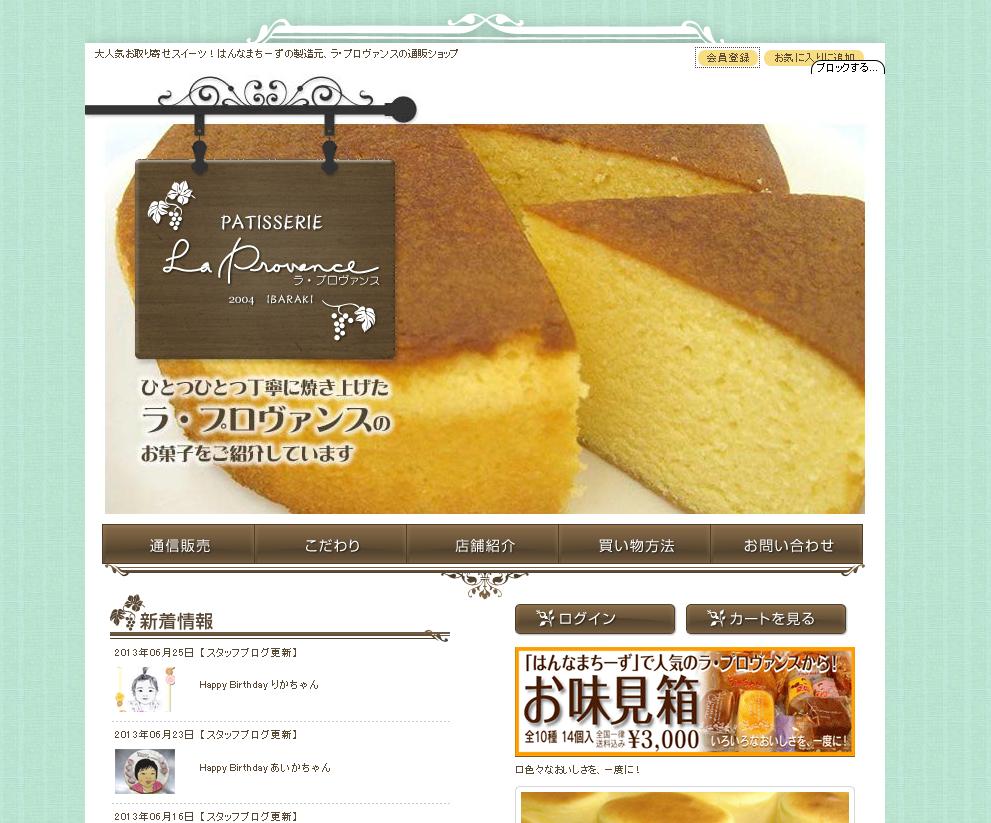 大人気お取り寄せスイーツ！はんなまちーずの製造元、ラ・プロヴァンスの通販ショップ
会員登録
お気に入りに追加
ブロックする...
PATISSERIE
La Provence
ラ・プロヴァンス
2004 IBARAKI
ひとつひとつ丁寧に焼き上げた
ラ・プロヴァンスの
お菓子をご紹介しています
通信販売 こだわり 店舗紹介 買い物方法 お問い合わせ
新着情報
2013年06月25日【スタッフブログ更新】
Happy Birthday りかちゃん
2013年06月23日【スタッフブログ更新】
Happy Birthday あいかちゃん
2013年06月16日【スタッフブログ更新】
ログイン
カートを見る
「はんなまちーず」で人気のラ・プロヴァンスから！
お味見箱
全10種 14個入 全国一律送料込み ¥3,000
いろいろなおいしさを、一度に！
口色々なおいしさを、一度に！